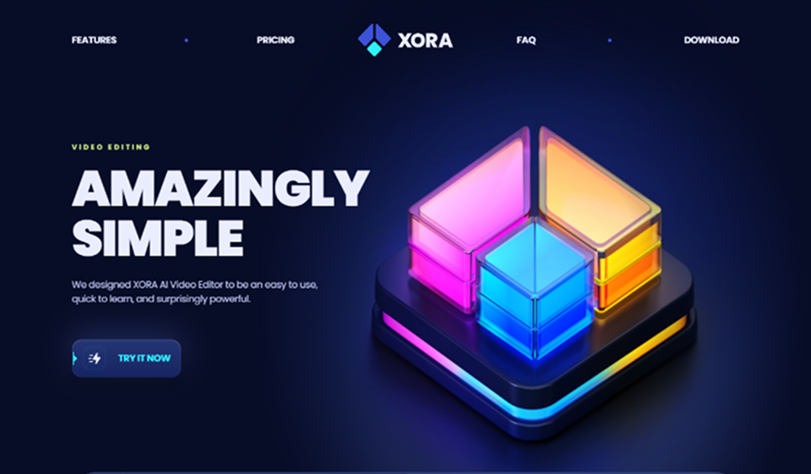 FEATURES
PRICING
XORA
FAQ
DOWNLOAD
VIDEO EDITING
AMAZINGLY
SIMPLE
We designed XORA AI Video Editor to be an easy to use,
quick to learn, and surprisingly powerful.
TRY IT NOW